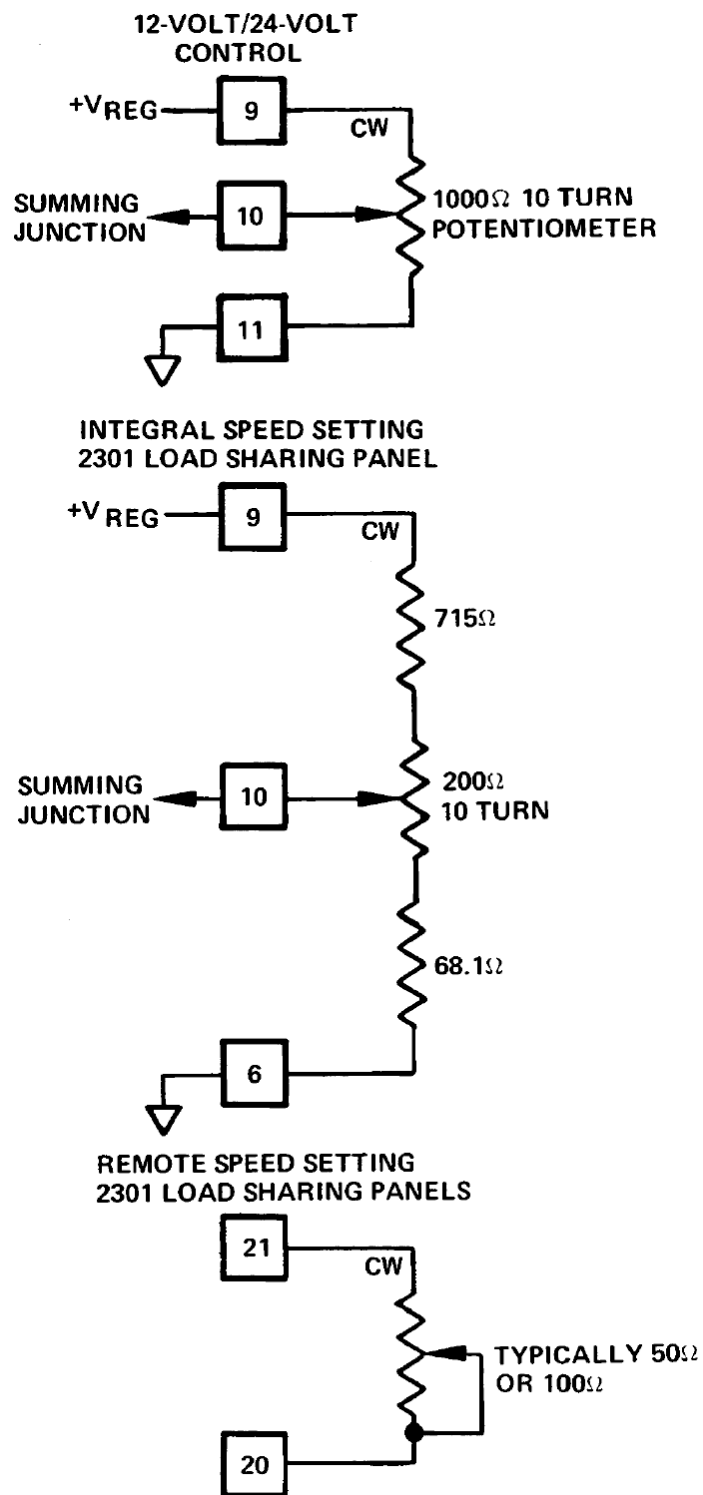 12-VOLT/24-VOLT
CONTROL
+VREG
9
CW
SUMMING
JUNCTION
10
1000Ω 10 TURN
POTENTIOMETER
11
INTEGRAL SPEED SETTING
2301 LOAD SHARING PANEL
+VREG
9
CW
715Ω
SUMMING
JUNCTION
10
200Ω
10 TURN
68.1Ω
6
REMOTE SPEED SETTING
2301 LOAD SHARING PANELS
21
CW
TYPICALLY 50Ω
OR 100Ω
20